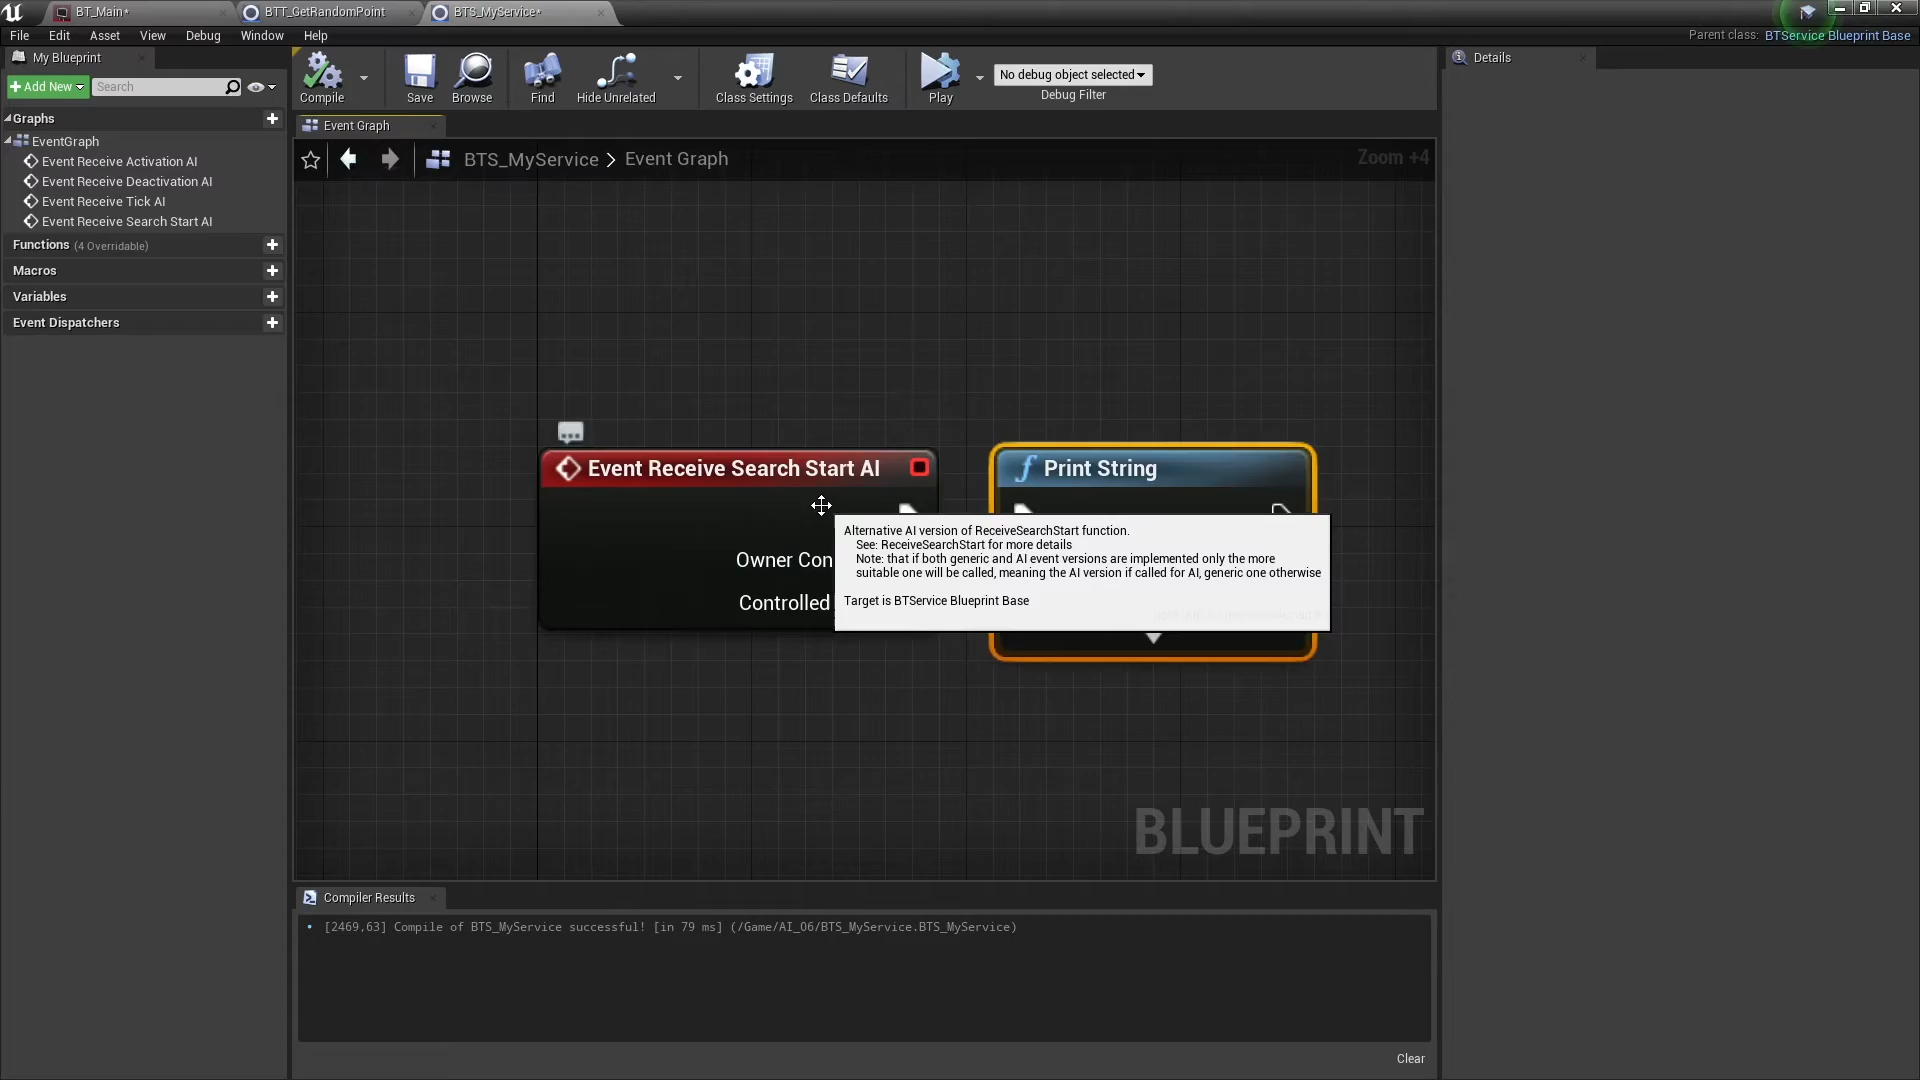 BT_Main*
BTT_GetRandomPoint
BTS_MyService*
File Edit Asset View Debug Window Help
Parent class: BTService Blueprint Base
My Blueprint
Add New
Search
Compile
Save
Browse
Find
Hide Unrelated
Class Settings
Class Defaults
Play
No debug object selected
Debug Filter
Details
Graphs
EventGraph
Event Receive Activation AI
Event Receive Deactivation AI
Event Receive Tick AI
Event Receive Search Start AI
Functions (4 Overridable)
Macros
Variables
Event Dispatchers
Event Graph
BTS_MyService > Event Graph
Zoom +4
Event Receive Search Start AI
Print String
Owner Con
Controlled
Alternative AI version of ReceiveSearchStart function.
See: ReceiveSearchStart for more details
Note: that if both generic and AI event versions are implemented only the more
suitable one will be called, meaning the AI version if called for AI, generic one otherwise
Target is BTService Blueprint Base
BLUEPRINT
Compiler Results
[2469,63] Compile of BTS_MyService successful! [in 79 ms] (/Game/AI_06/BTS_MyService.BTS_MyService)
Clear